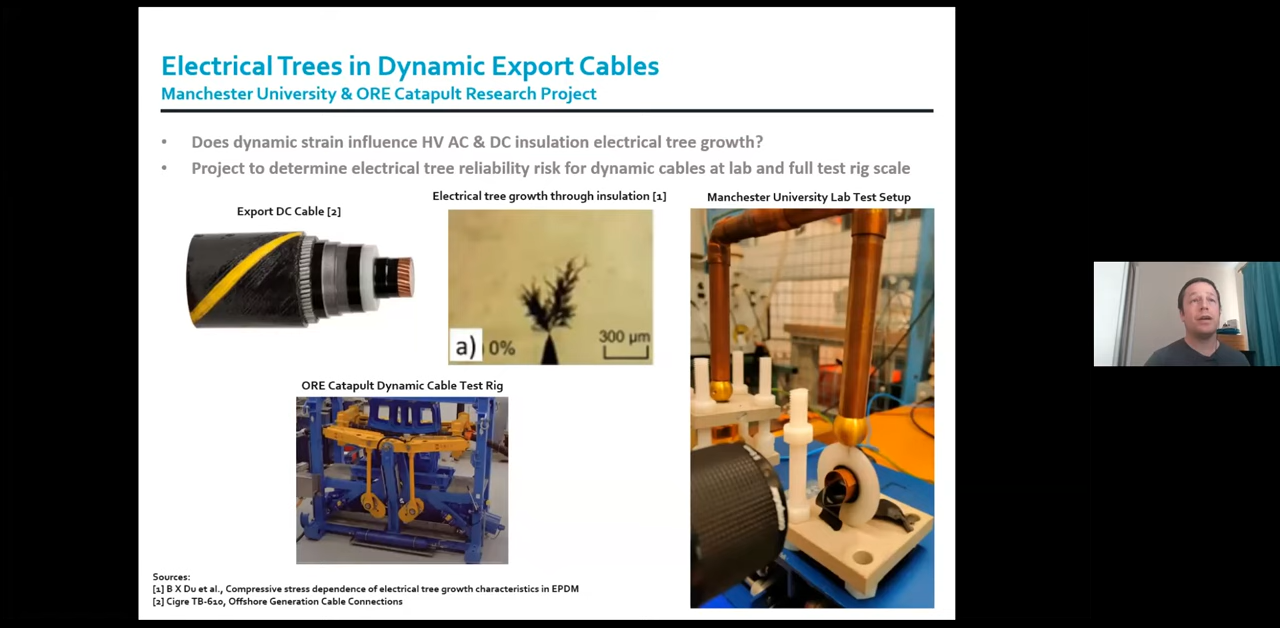 Electrical Trees in Dynamic Export Cables
Manchester University & ORE Catapult Research Project
• Does dynamic strain influence HV AC & DC insulation electrical tree growth?
• Project to determine electrical tree reliability risk for dynamic cables at lab and full test rig scale
Export DC Cable [2]
Electrical tree growth through insulation [1]
Manchester University Lab Test Setup
a) 0%
300 μm
ORE Catapult Dynamic Cable Test Rig
Sources:
[1] B X Du et al., Compressive stress dependence of electrical tree growth characteristics in EPDM
[2] Cigre TB-610, Offshore Generation Cable Connections